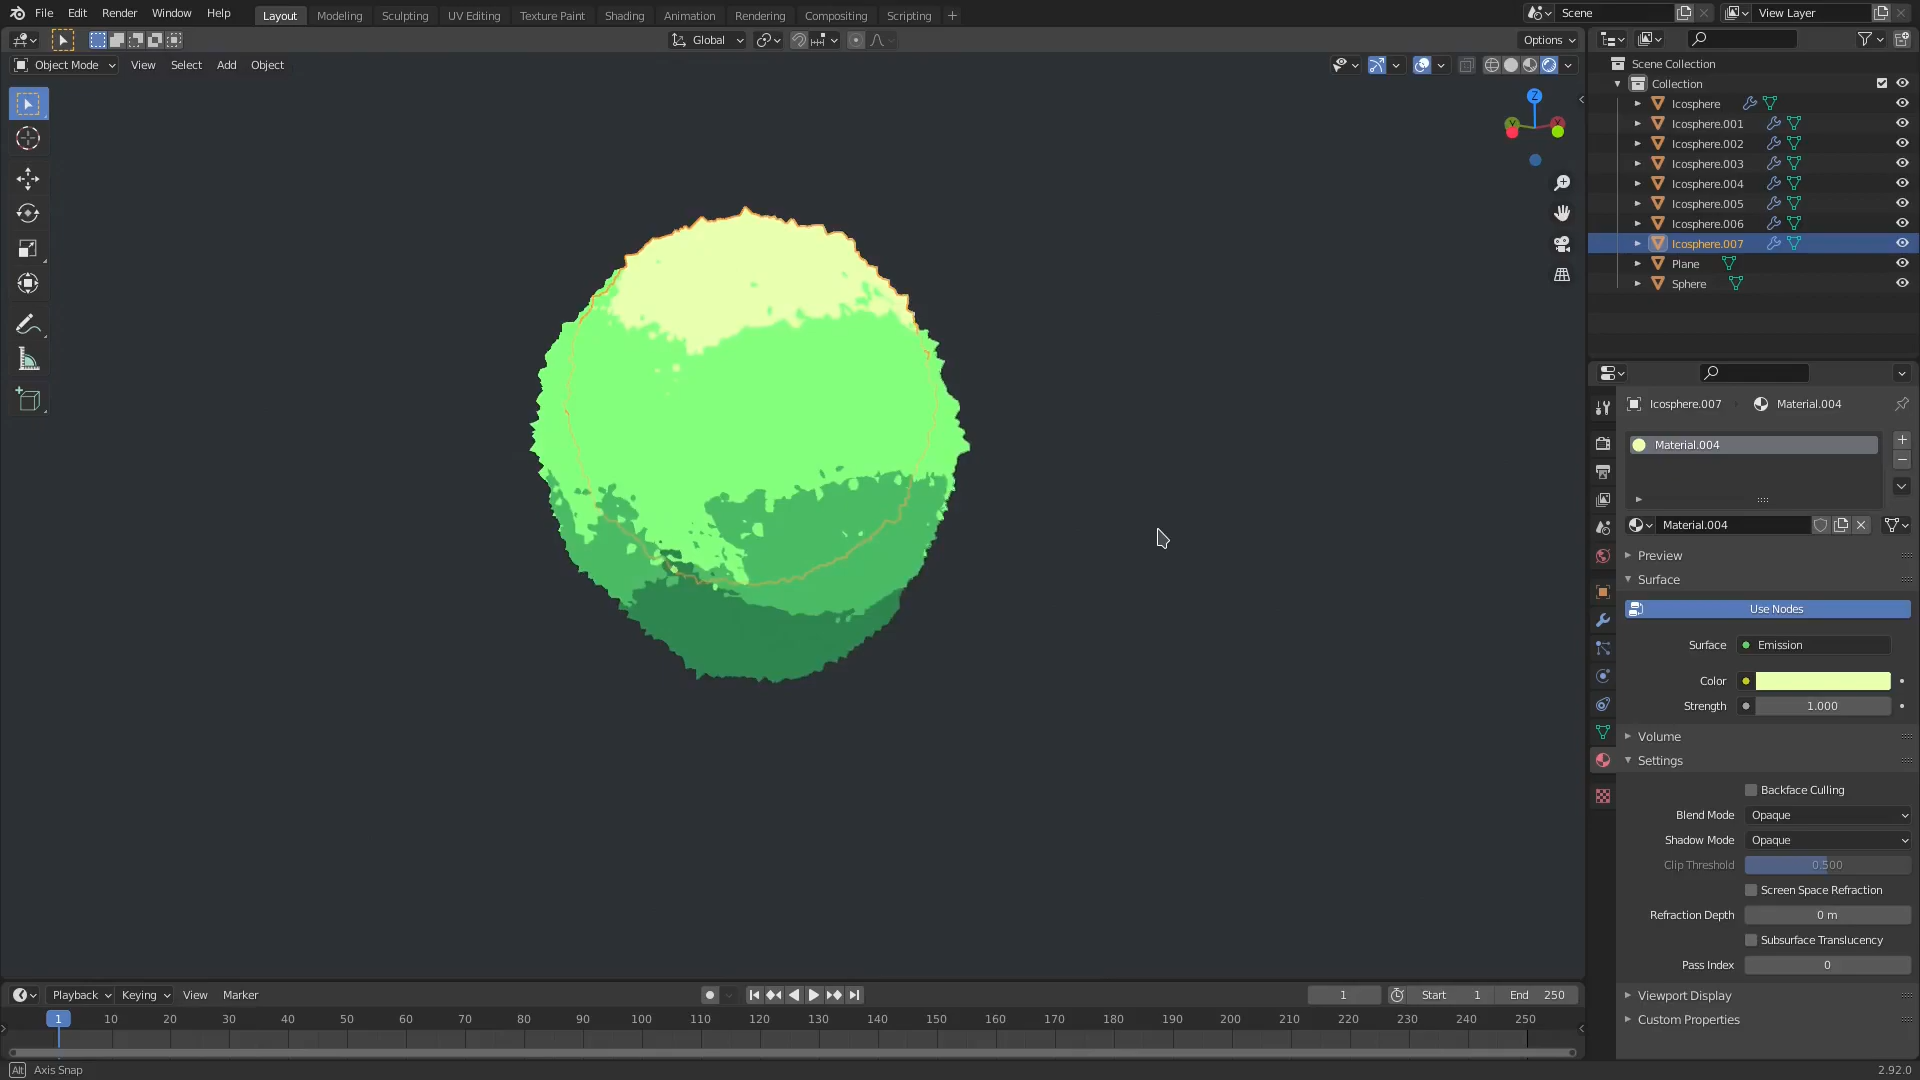 File Edit Render Window Help Layout Modeling Sculpting UV Editing Texture Paint Shading Animation Rendering Compositing Scripting + Scene View Layer
Global Options
Object Mode View Select Add Object
Z
Y X
Scene Collection
Collection
Icosphere
Icosphere.001
Icosphere.002
Icosphere.003
Icosphere.004
Icosphere.005
Icosphere.006
Icosphere.007
Plane
Sphere
Icosphere.007 Material.004
Material.004
Material.004
Preview
Surface
Use Nodes
Surface Emission
Color
Strength 1.000
Volume
Settings
Backface Culling
Blend Mode Opaque
Shadow Mode Opaque
Clip Threshold 0.500
Screen Space Refraction
Refraction Depth 0 m
Subsurface Translucency
Pass Index 0
Viewport Display
Custom Properties
Playback Keying View Marker 1 Start 1 End 250
1 10 20 30 40 50 60 70 80 90 100 110 120 130 140 150 160 170 180 190 200 210 220 230 240 250
Alt Axis Snap 2.92.0